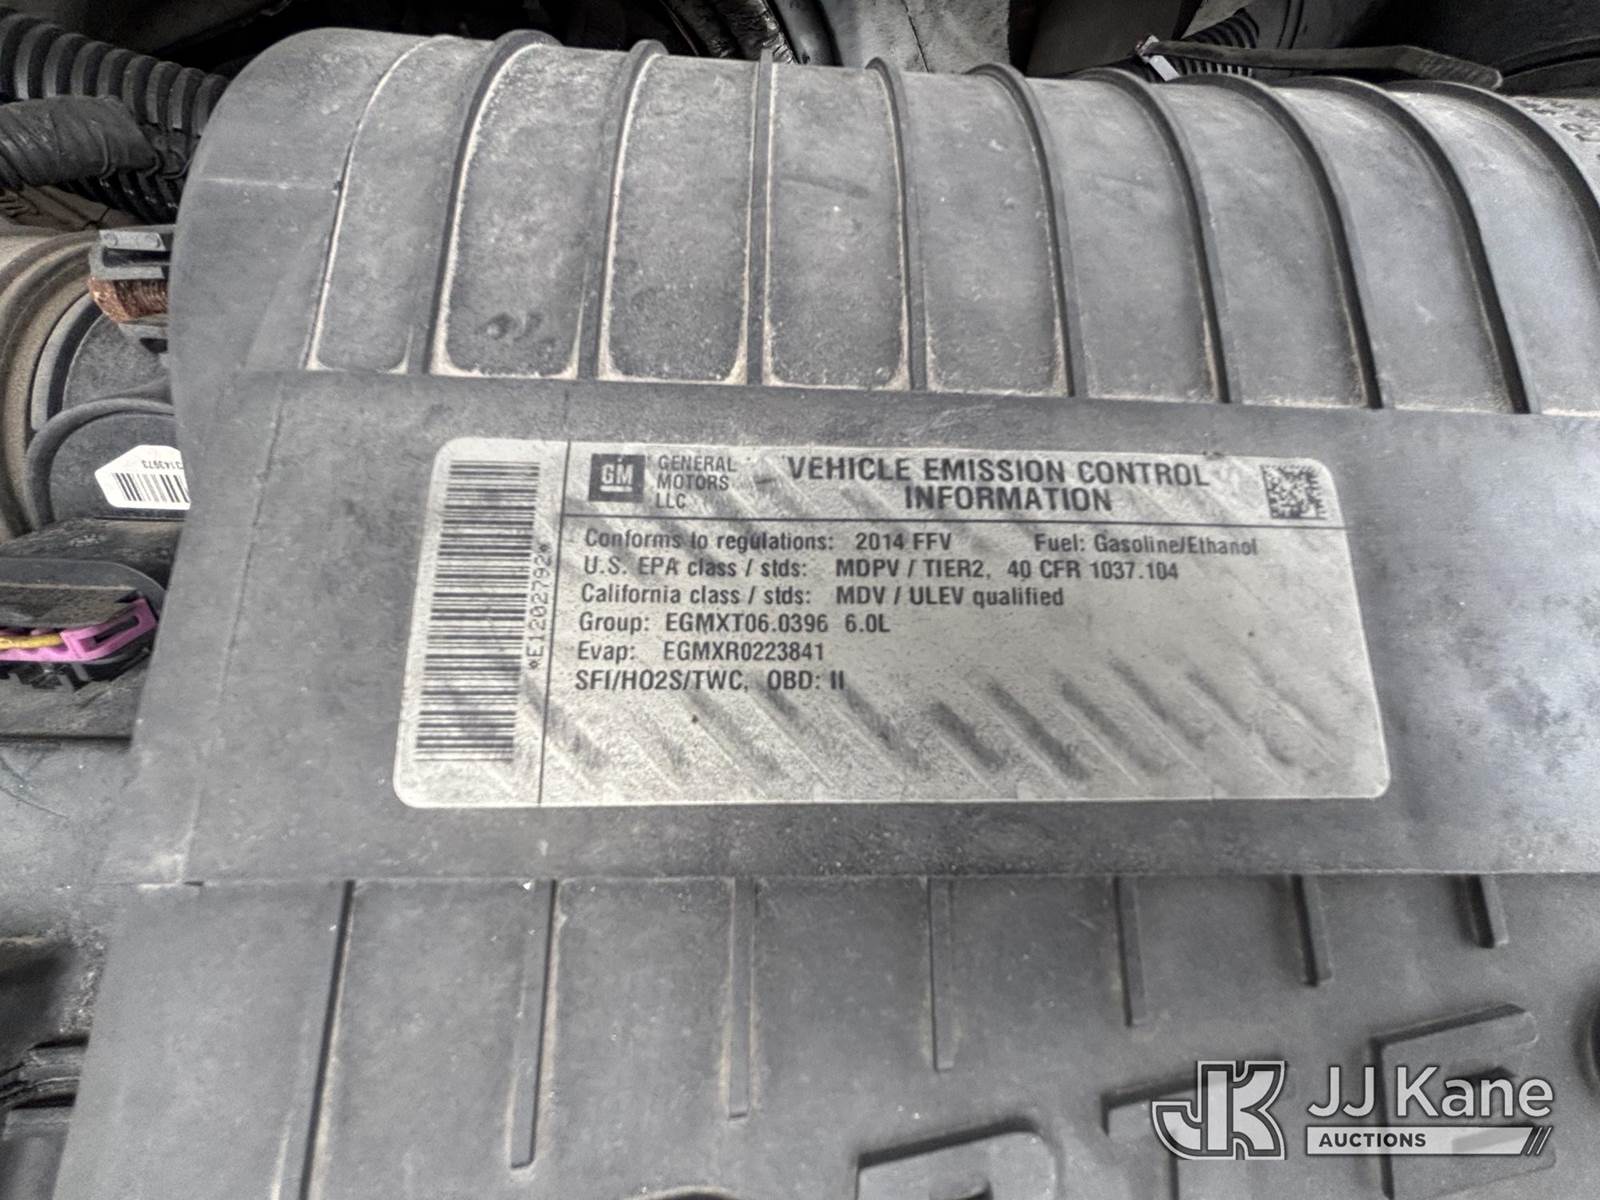 GM
GENERAL
MOTORS
LLC
VEHICLE EMISSION CONTROL
INFORMATION
Conforms to regulations: 2014 FFV Fuel: Gasoline/Ethanol
U.S. EPA class / stds: MDPV / TIER2, 40 CFR 1037.104
California class / stds: MDV / ULEV qualified
Group: EGMXT06.0396 6.0L
Evap: EGMXR0223841
SFI/HO2S/TWC, OBD: II
*E1202792*
JK
JJ Kane
AUCTIONS